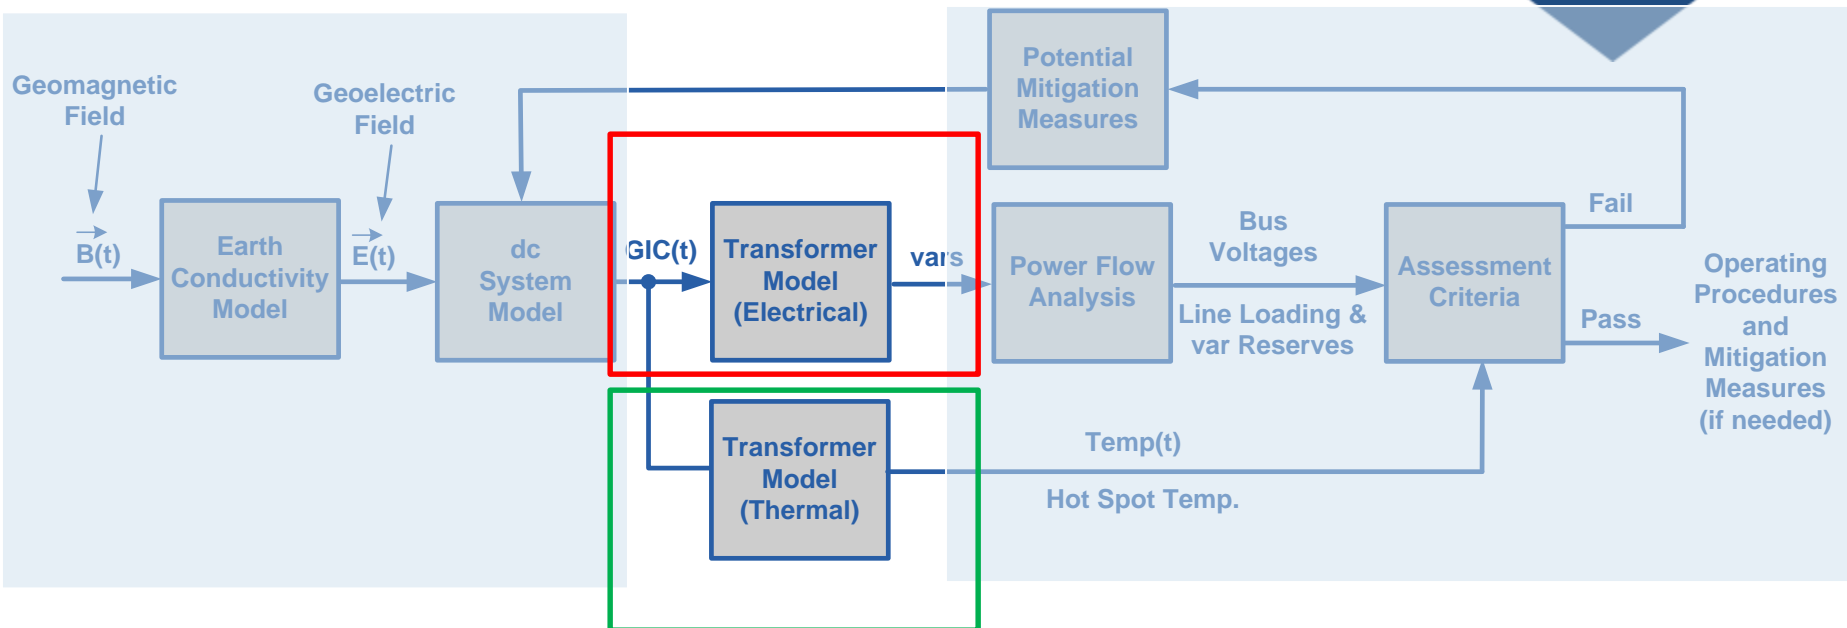 Geomagnetic
Field
Geoelectric
Field
B(t)
Earth
Conductivity
Model
E(t)
dc
System
Model
GIC(t)
Transformer
Model
(Electrical)
vars
Transformer
Model
(Thermal)
Potential
Mitigation
Measures
Power Flow
Analysis
Bus
Voltages
Line Loading &
var Reserves
Temp(t)
Hot Spot Temp.
Assessment
Criteria
Fail
Pass
Operating
Procedures
and
Mitigation
Measures
(if needed)